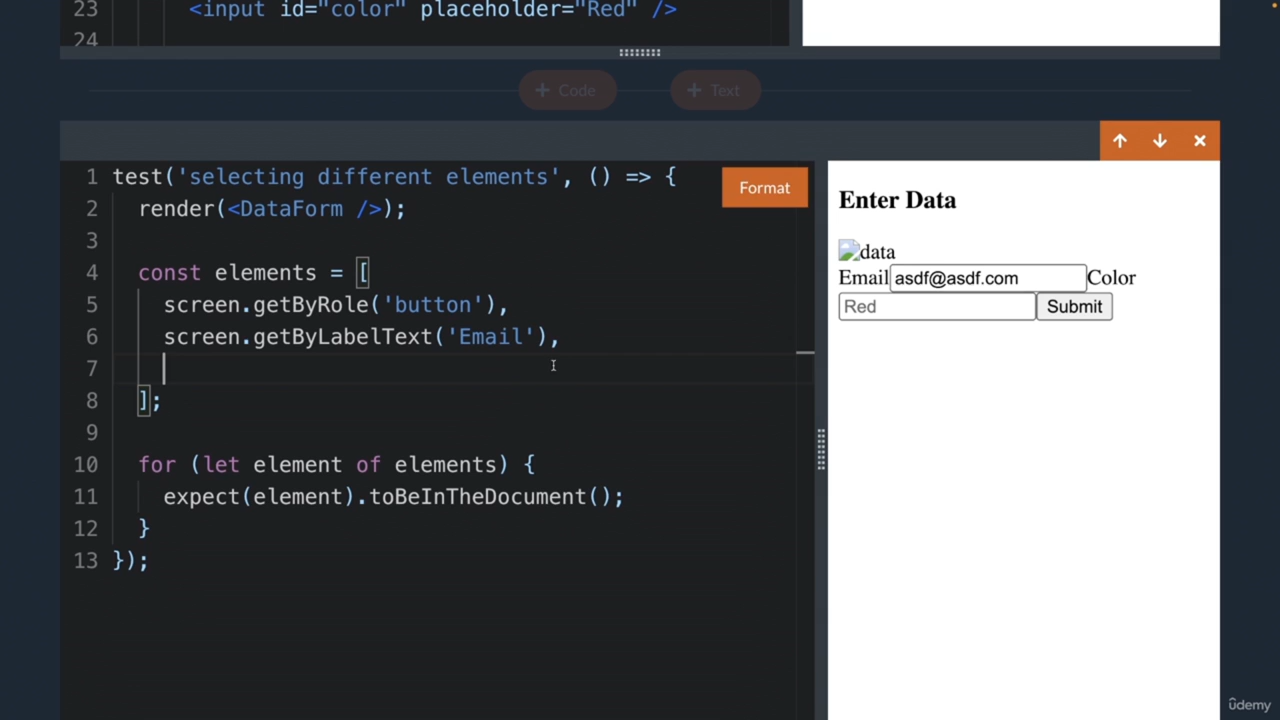 23 <input id="color" placeholder="Red" />
24
+ Code + Text
1 test('selecting different elements', () => {
2 render(<DataForm />);
3
4 const elements = [
5 screen.getByRole('button'),
6 screen.getByLabelText('Email'),
7
8 ];
9
10 for (let element of elements) {
11 expect(element).toBeInTheDocument();
12 }
13 });
Format
Enter Data
data
Email asdf@asdf.com Color
Red Submit
ûdemy